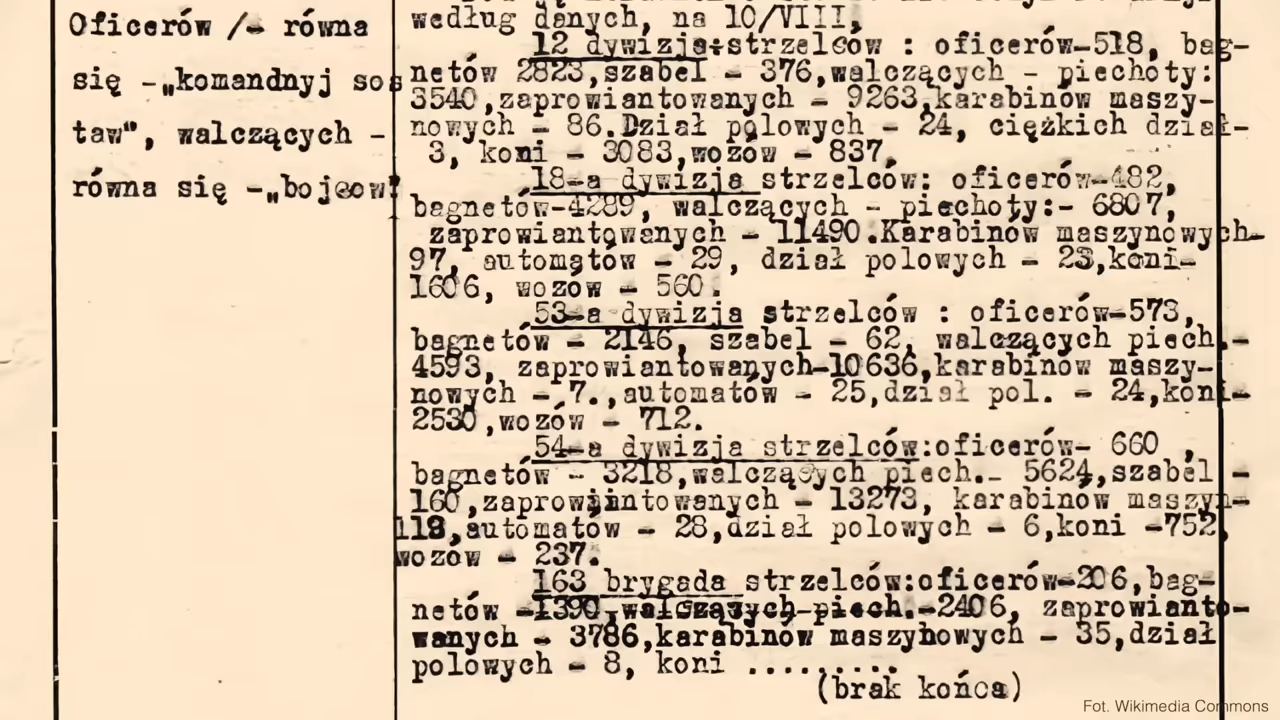 Oficerów /- równa
się -„komandnyj sos
taw", walczących -
równa się -„bojcow"
według danych, na 10/VIII,
12 dywizja strzelców : oficerów-518, bag-
netów 2823,szabel - 376,walczących - piechoty:
3540,zaprowiantowanych - 9263,karabinów maszy-
nowych - 86.Dział polowych - 24, ciężkich dział-
3, koni - 3083,wozów - 837,
18-a dywizja strzelców: oficerów-482,
bagnetów-4289, walczących - piechoty:- 6807,
zaprowiantowanych - 11490.Karabinów maszynowych-
97, automatów - 29, dział polowych - 23,koni-
1606, wozów - 560.
53-a dywizja strzelców : oficerów-573,
bagnetów - 2146, szabel - 62, walczących piech.-
4593, zaprowiantowanych-10636,karabinów maszy-
nowych - 7.,automatów - 25,dział pol. - 24,koni-
2530,wozów - 712.
54-a dywizja strzelców:oficerów- 660 ,
bagnetów - 3218,walczących piech.- 5624,szabel -
160,zaprowiantowanych - 13273, karabinow maszyn-
113,automatów - 28,dział polowych - 6,koni -752,
wozów - 237.
163 brygada strzelców:oficerów-206,bag-
netów -1390,walczących piech.-2406, zaprowianto-
wanych - 3786,karabinów maszynowych - 35,dział
polowych - 8, koni .........
(brak końca)
Fot. Wikimedia Commons